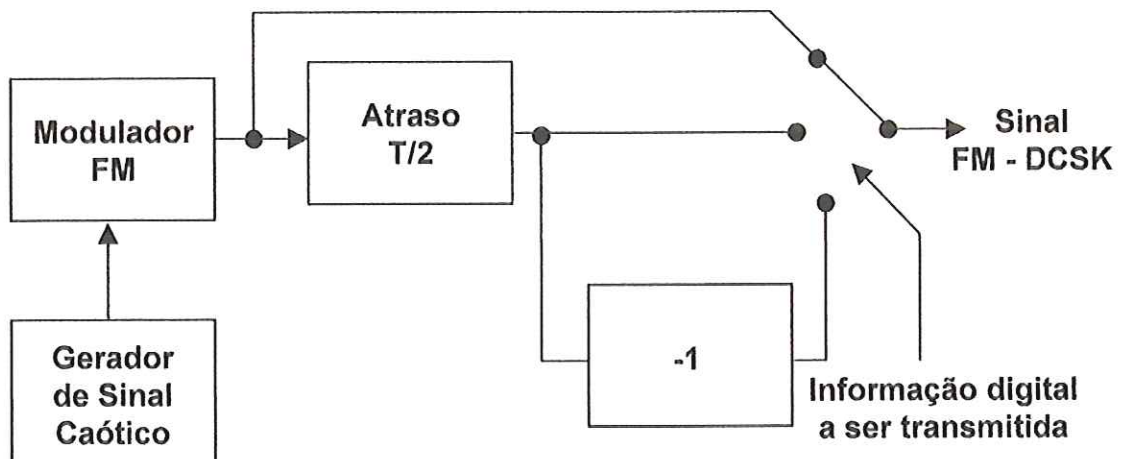 Modulador
FM
Atraso
T/2
Sinal
FM - DCSK
Gerador
de Sinal
Caótico
-1
Informação digital
a ser transmitida